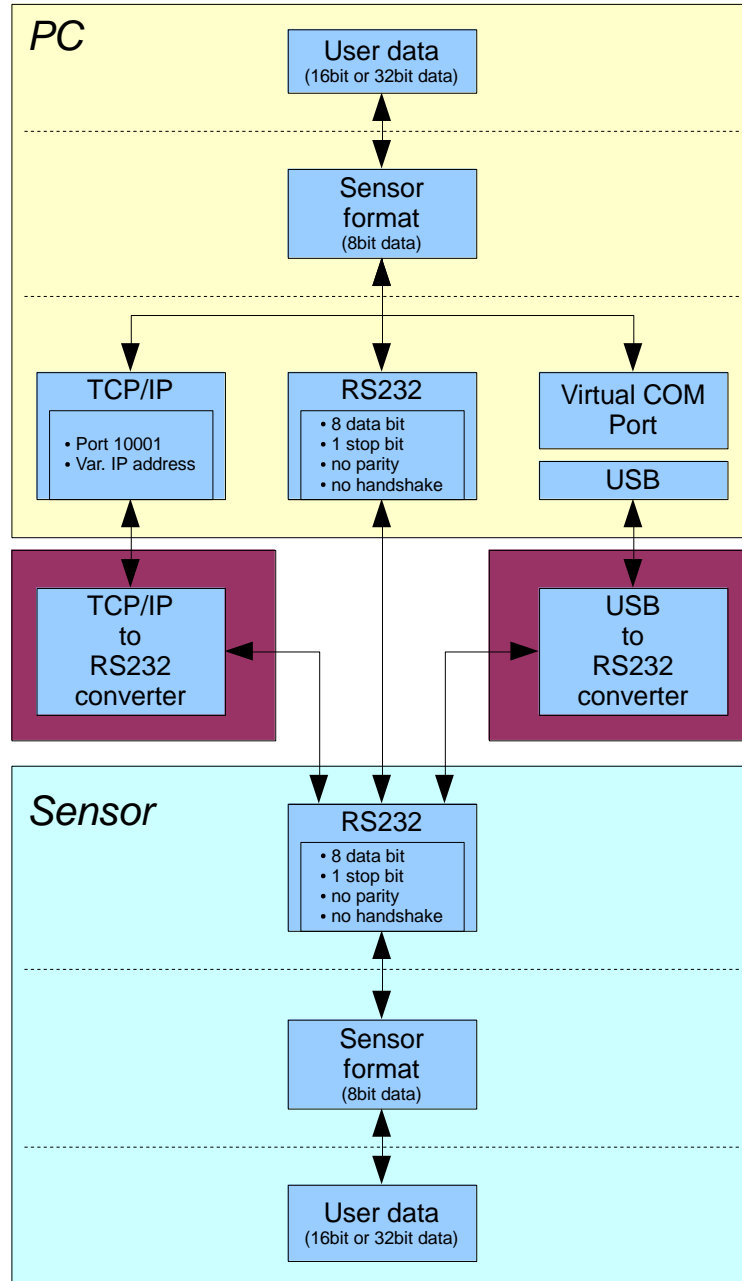 PC
User data
(16bit or 32bit data)
Sensor
format
(8bit data)
TCP/IP
• Port 10001
• Var. IP address
RS232
• 8 data bit
• 1 stop bit
• no parity
• no handshake
Virtual COM
Port
USB
TCP/IP
to
RS232
converter
USB
to
RS232
converter
Sensor
RS232
• 8 data bit
• 1 stop bit
• no parity
• no handshake
Sensor
format
(8bit data)
User data
(16bit or 32bit data)